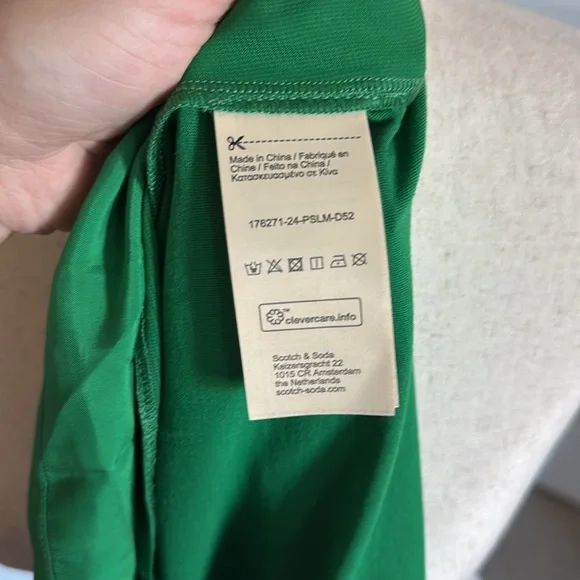 Made in China / Fabriqué en
Chine / Feito na China /
Κατασκευασμένο σε Κίνα
176271-24-PSLM-D52
™ clevercare.info
Scotch & Soda
Keizersgracht 22
1015 CR Amsterdam
the Netherlands
scotch-soda.com